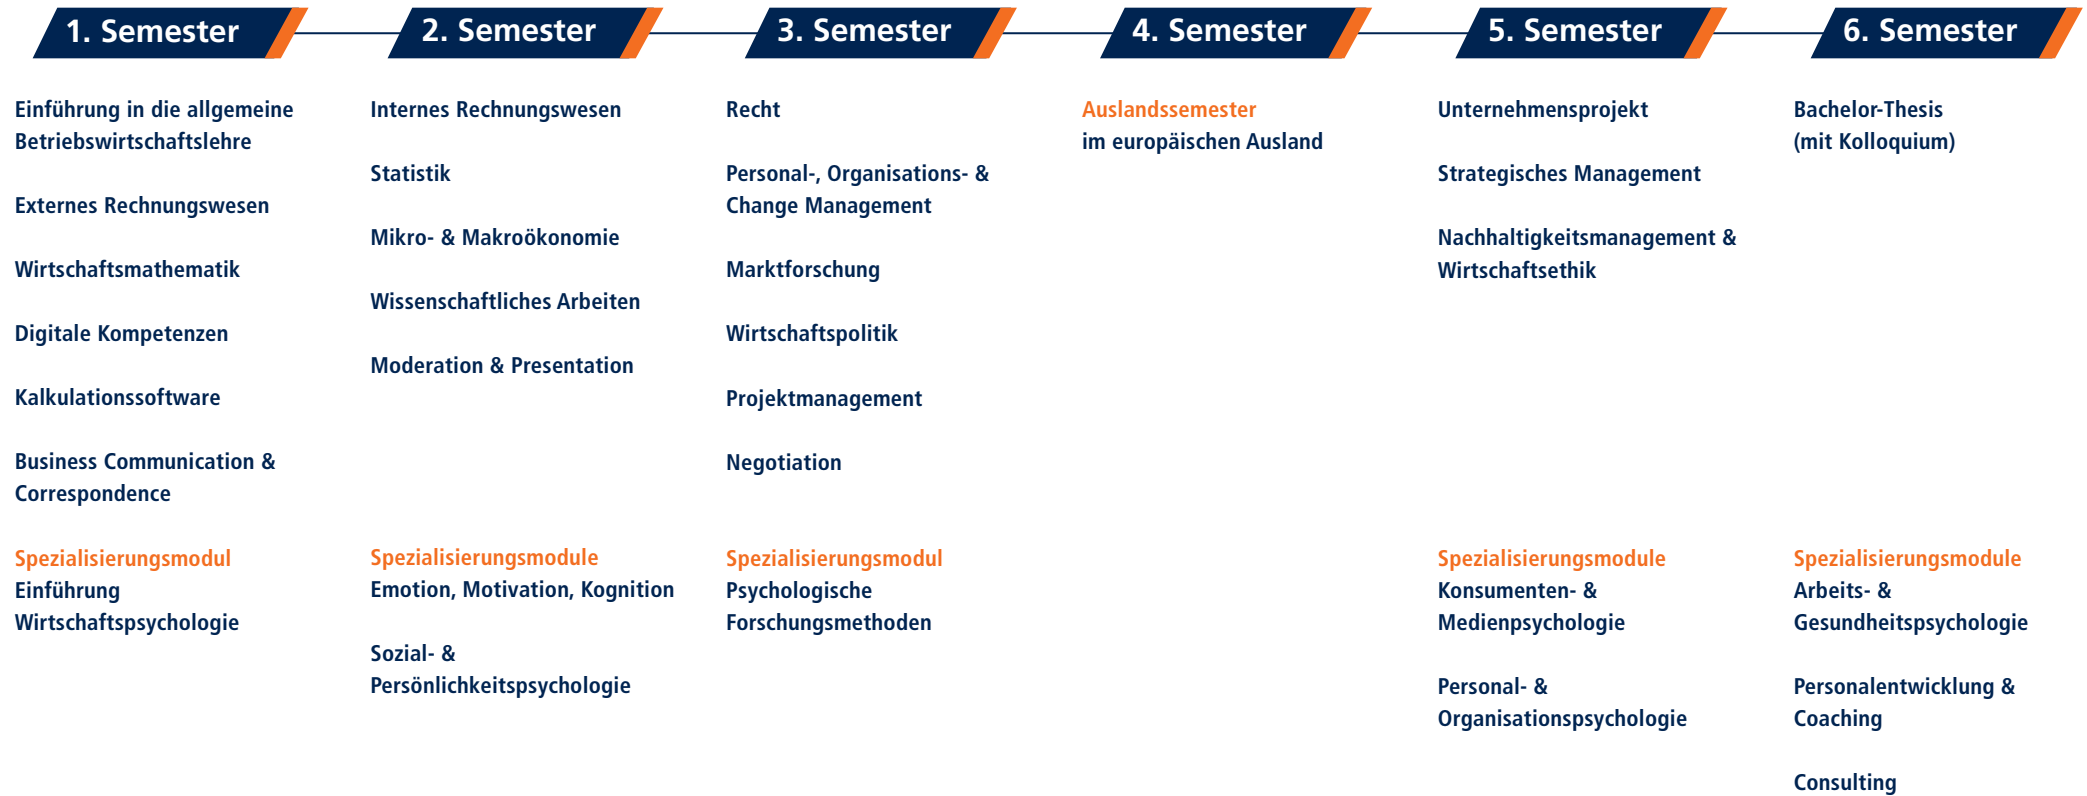 1. Semester
Einführung in die allgemeine
Betriebswirtschaftslehre
Externes Rechnungswesen
Wirtschaftsmathematik
Digitale Kompetenzen
Kalkulationssoftware
Business Communication &
Correspondence
Spezialisierungsmodul
Einführung
Wirtschaftspsychologie
2. Semester
Internes Rechnungswesen
Statistik
Mikro- & Makroökonomie
Wissenschaftliches Arbeiten
Moderation & Presentation
Spezialisierungsmodule
Emotion, Motivation, Kognition
Sozial- &
Persönlichkeitspsychologie
3. Semester
Recht
Personal-, Organisations- &
Change Management
Marktforschung
Wirtschaftspolitik
Projektmanagement
Negotiation
Spezialisierungsmodul
Psychologische
Forschungsmethoden
4. Semester
Auslandssemester
im europäischen Ausland
5. Semester
Unternehmensprojekt
Strategisches Management
Nachhaltigkeitsmanagement &
Wirtschaftsethik
Spezialisierungsmodule
Konsumenten- &
Medienpsychologie
Personal- &
Organisationspsychologie
6. Semester
Bachelor-Thesis
(mit Kolloquium)
Spezialisierungsmodule
Arbeits- &
Gesundheitspsychologie
Personalentwicklung &
Coaching
Consulting